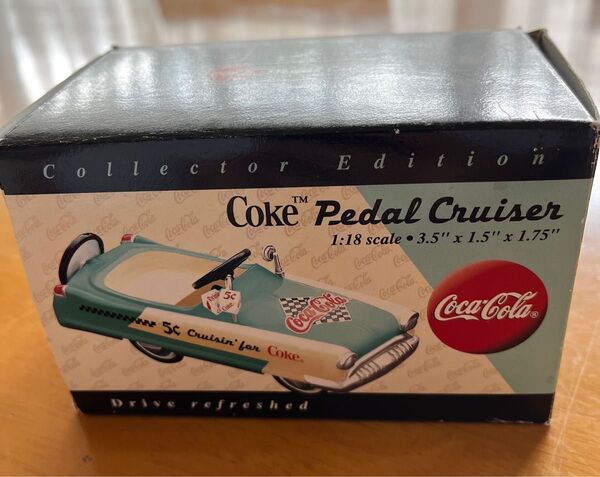 Collector Edition
Coke™ Pedal Cruiser
1:18 scale • 3.5" x 1.5" x 1.75"
Coca-Cola®
5¢
Coca-Cola
5¢ Cruisin' for Coke
Drive refreshed